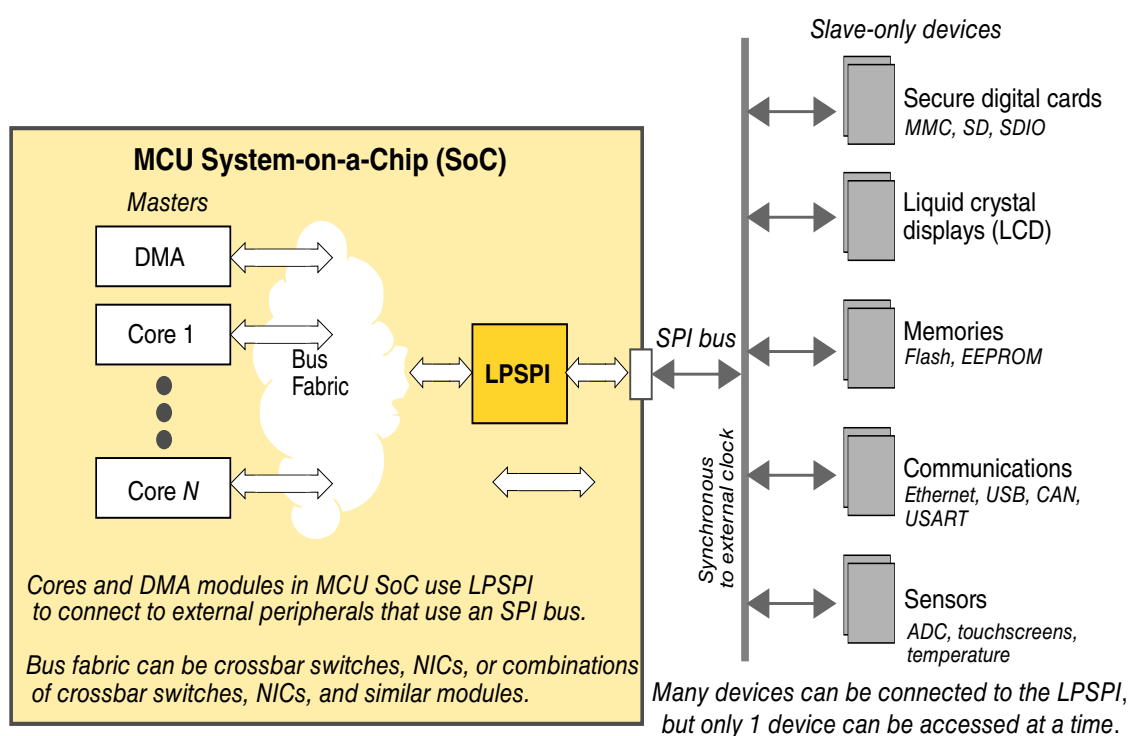 MCU System-on-a-Chip (SoC)
Masters
DMA
Core 1
Core N
Bus
Fabric
LPSPI
Cores and DMA modules in MCU SoC use LPSPI
to connect to external peripherals that use an SPI bus.
Bus fabric can be crossbar switches, NICs, or combinations
of crossbar switches, NICs, and similar modules.
SPI bus
Synchronous
to external clock
Slave-only devices
Secure digital cards
MMC, SD, SDIO
Liquid crystal
displays (LCD)
Memories
Flash, EEPROM
Communications
Ethernet, USB, CAN,
USART
Sensors
ADC, touchscreens,
temperature
Many devices can be connected to the LPSPI,
but only 1 device can be accessed at a time.